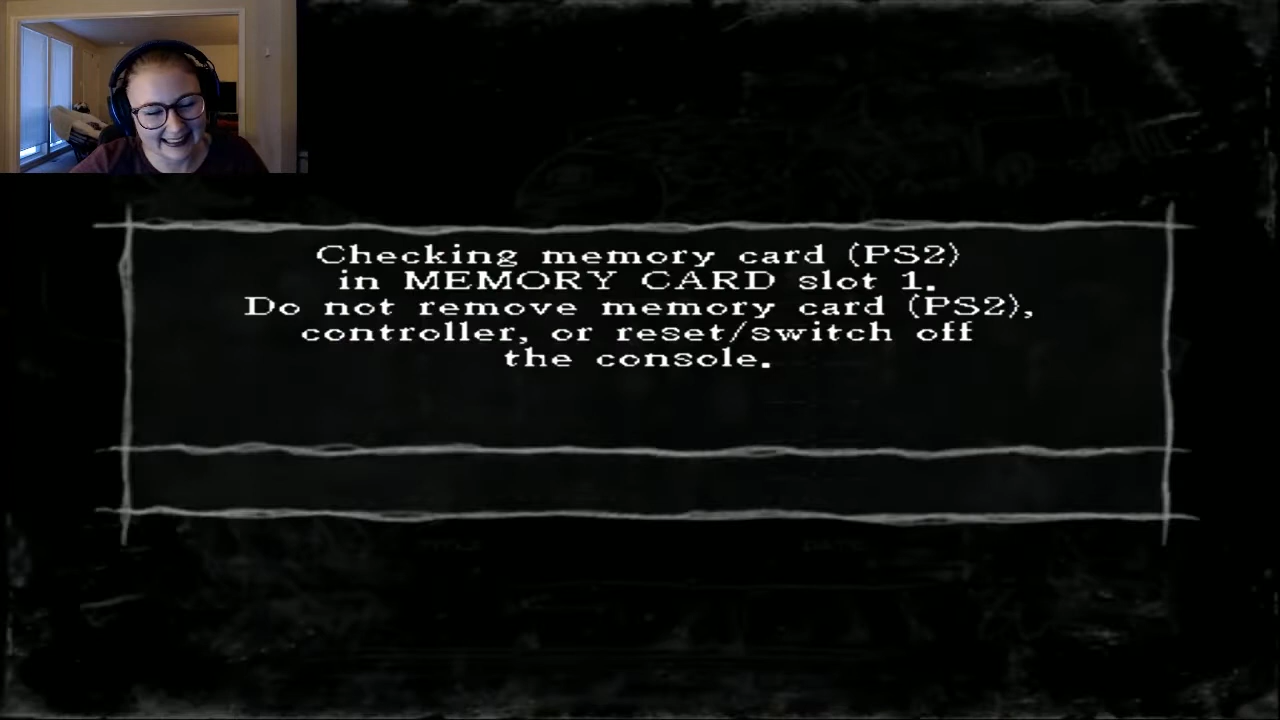 Checking memory card (PS2)
in MEMORY CARD slot 1.
Do not remove memory card (PS2),
controller, or reset/switch off
the console.